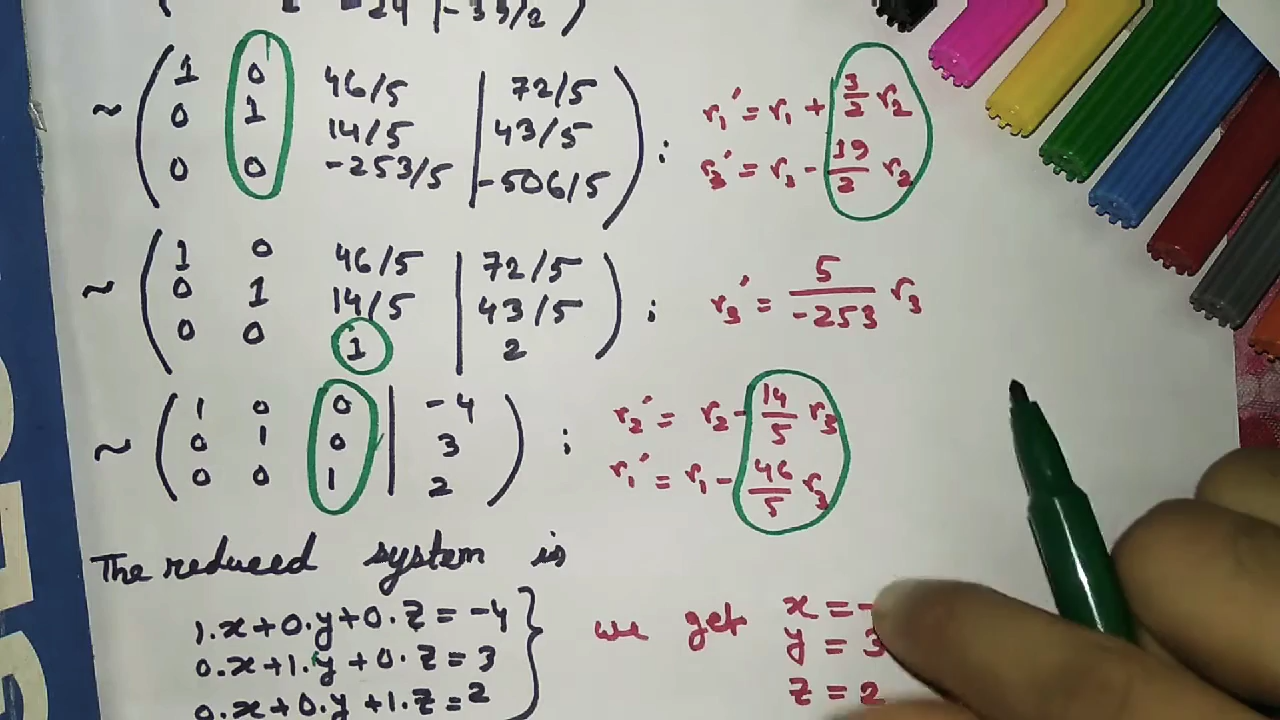 -24 | -33/2 )
~ ( 1 0 46/5 | 72/5
0 1 14/5 | 43/5
0 0 -253/5 | -506/5 ) ;
r₁' = r₁ + 3/2 r₂
r₃' = r₃ - 19/2 r₂
~ ( 1 0 46/5 | 72/5
0 1 14/5 | 43/5
0 0 1 | 2 ) ;
r₃' = 5/-253 r₃
~ ( 1 0 0 | -4
0 1 0 | 3
0 0 1 | 2 ) ;
r₂' = r₂ - 14/5 r₃
r₁' = r₁ - 46/5 r₃
The reduced system is
1.x+0.y+0.z = -4
0.x+1.y+0.z = 3
0.x+0.y+1.z = 2 }
we get
x = -
y = 3
z = 2